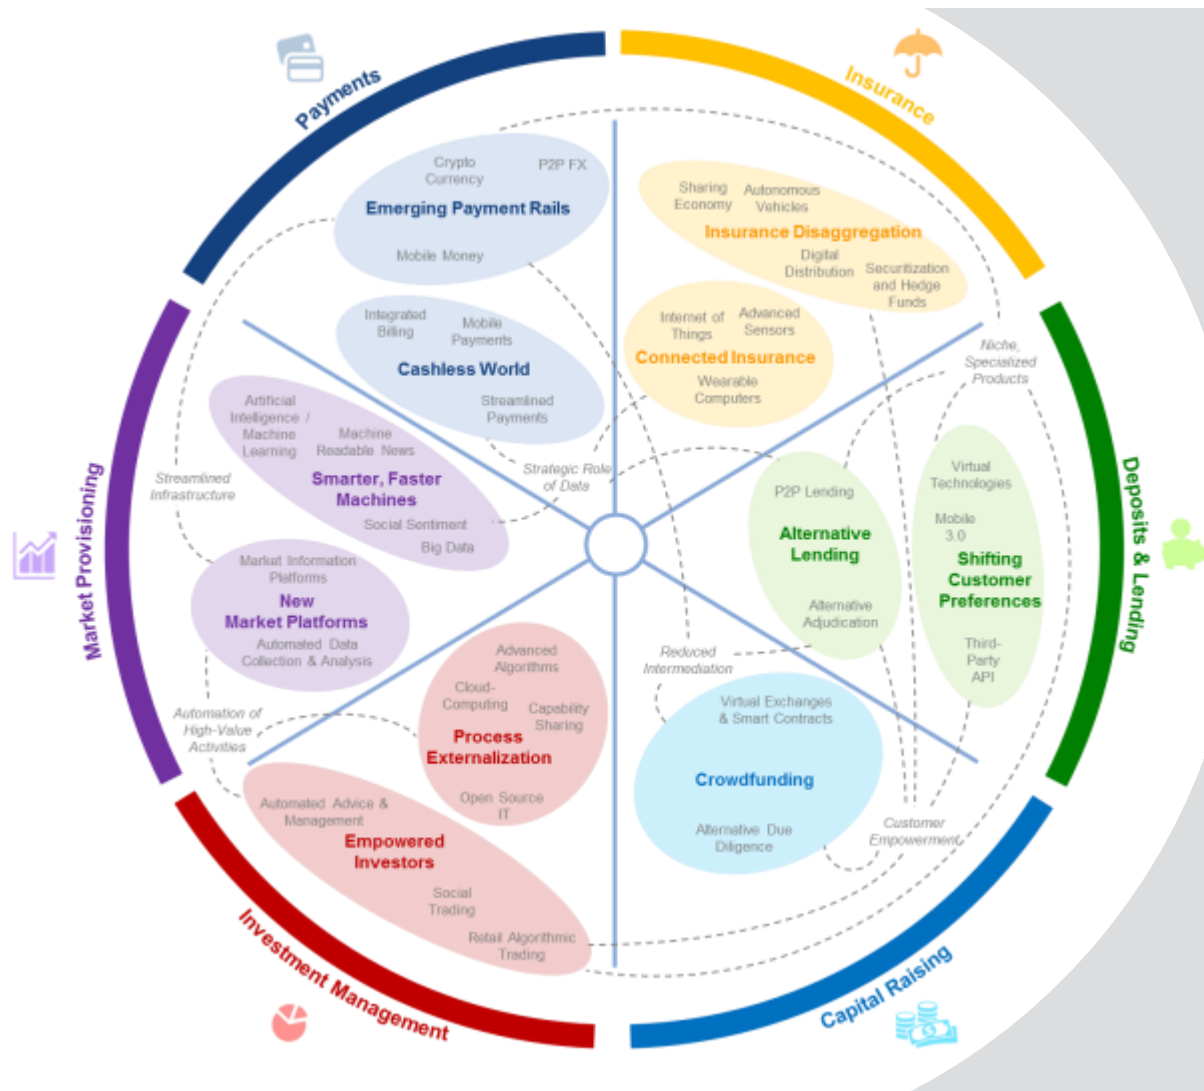 Payments
Crypto
Currency
P2P FX
Emerging Payment Rails
Mobile Money
Integrated
Billing
Mobile
Payments
Cashless World
Streamlined
Payments
Insurance
Sharing
Economy
Autonomous
Vehicles
Insurance Disaggregation
Digital
Distribution
Securitization
and Hedge
Funds
Internet of
Things
Advanced
Sensors
Connected Insurance
Wearable
Computers
Niche,
Specialized
Products
Deposits & Lending
Virtual
Technologies
Mobile
3.0
Shifting
Customer
Preferences
Third-
Party
API
P2P Lending
Alternative
Lending
Alternative
Adjudication
Capital Raising
Reduced
Intermediation
Virtual Exchanges
& Smart Contracts
Crowdfunding
Alternative Due
Diligence
Customer
Empowerment
Investment Management
Advanced
Algorithms
Cloud-
Computing
Capability
Sharing
Process
Externalization
Open Source
IT
Automated Advice &
Management
Empowered
Investors
Social
Trading
Retail Algorithmic
Trading
Market Provisioning
Artificial
Intelligence /
Machine
Learning
Machine
Readable News
Smarter, Faster
Machines
Social Sentiment
Big Data
Strategic Role
of Data
Streamlined
Infrastructure
Market Information
Platforms
New
Market Platforms
Automated Data
Collection & Analysis
Automation of
High-Value
Activities